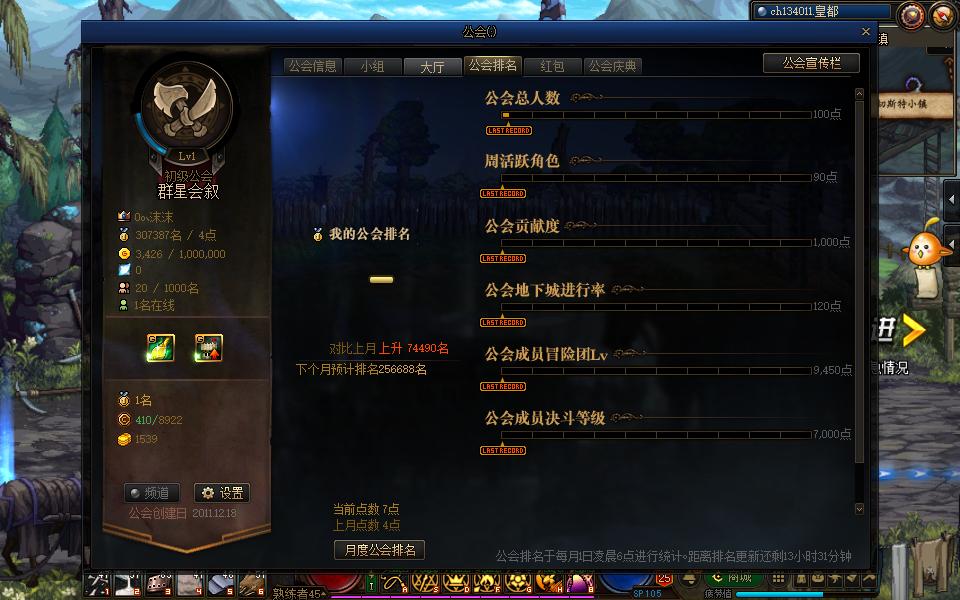 ch134011.皇都
公会()
公会信息 小组 大厅 公会排名 红包 公会庆典 公会宣传栏
Lv1
初级公会
群星会叙
307387名 / 4点
3,426 / 1,000,000
0
20 / 1000名
1名在线
1名
410/8922
1539
频道 设置
公会创建日 2011.12.18
我的公会排名
对比上月 上升 74490名
下个月预计排名256688名
当前点数 7点
上月点数 4点
月度公会排名
公会总人数
100点
LAST RECORD
周活跃角色
90点
LAST RECORD
公会贡献度
1,000点
LAST RECORD
公会地下城进行率
120点
LAST RECORD
公会成员冒险团Lv
9,450点
LAST RECORD
公会成员决斗等级
7,000点
LAST RECORD
公会排名于每月1日凌晨6点进行统计。距离排名更新还剩13小时31分钟
切斯特小镇
情况
熟练者45
SP 105
25
商城
疲劳值